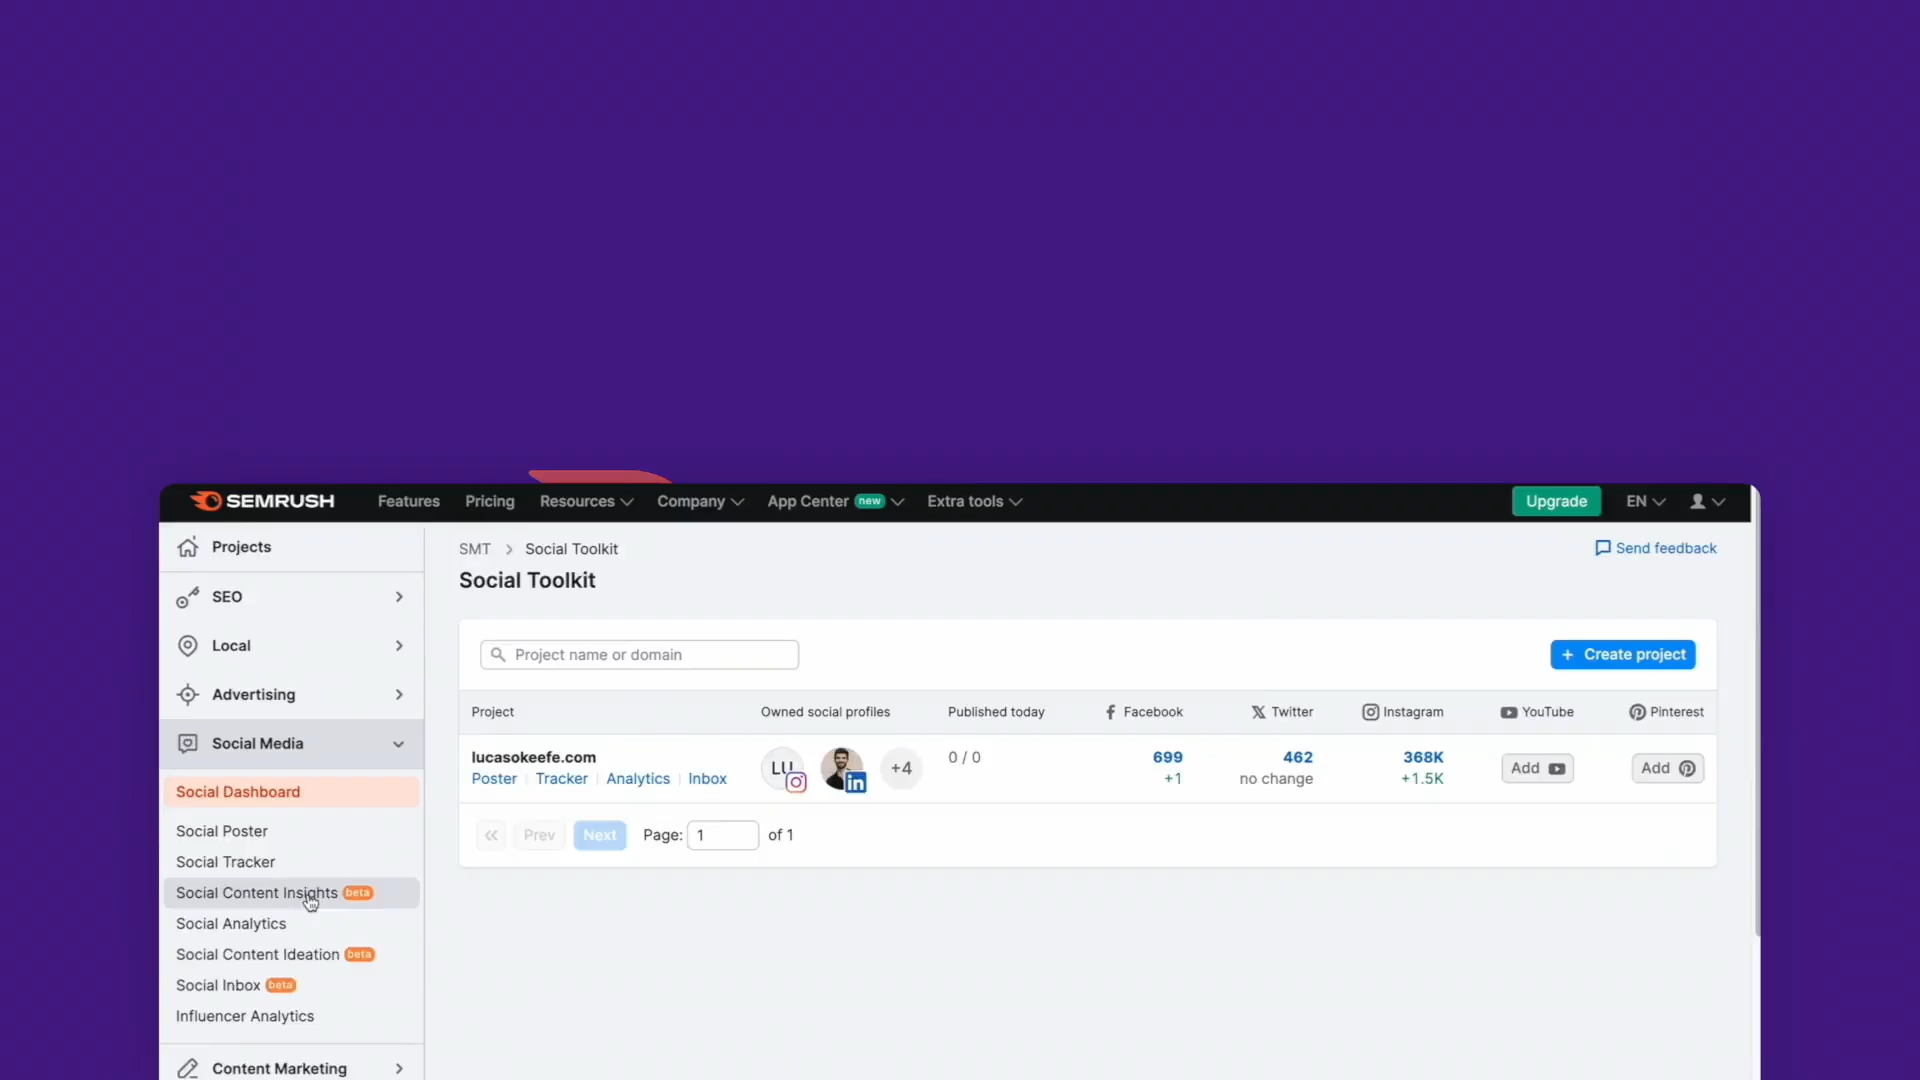 SEMRUSH Features Pricing Resources Company App Center new Extra tools Upgrade EN
Projects
SEO
Local
Advertising
Social Media
Social Dashboard
Social Poster
Social Tracker
Social Content Insights beta
Social Analytics
Social Content Ideation beta
Social Inbox beta
Influencer Analytics
Content Marketing
SMT > Social Toolkit
Send feedback
Social Toolkit
Project name or domain
+ Create project
Project Owned social profiles Published today Facebook Twitter Instagram YouTube Pinterest
lucasokeefe.com
Poster Tracker Analytics Inbox
LU
+4
0 / 0
699
+1
462
no change
368K
+1.5K
Add
Add
Prev Next Page: 1 of 1